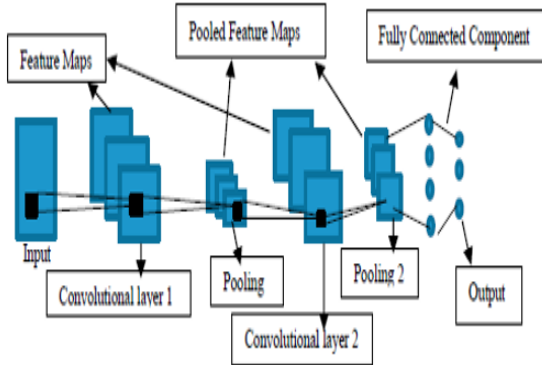 Pooled Feature Maps
Fully Connected Component
Feature Maps
Input
Convolutional layer 1
Pooling
Pooling 2
Output
Convolutional layer 2